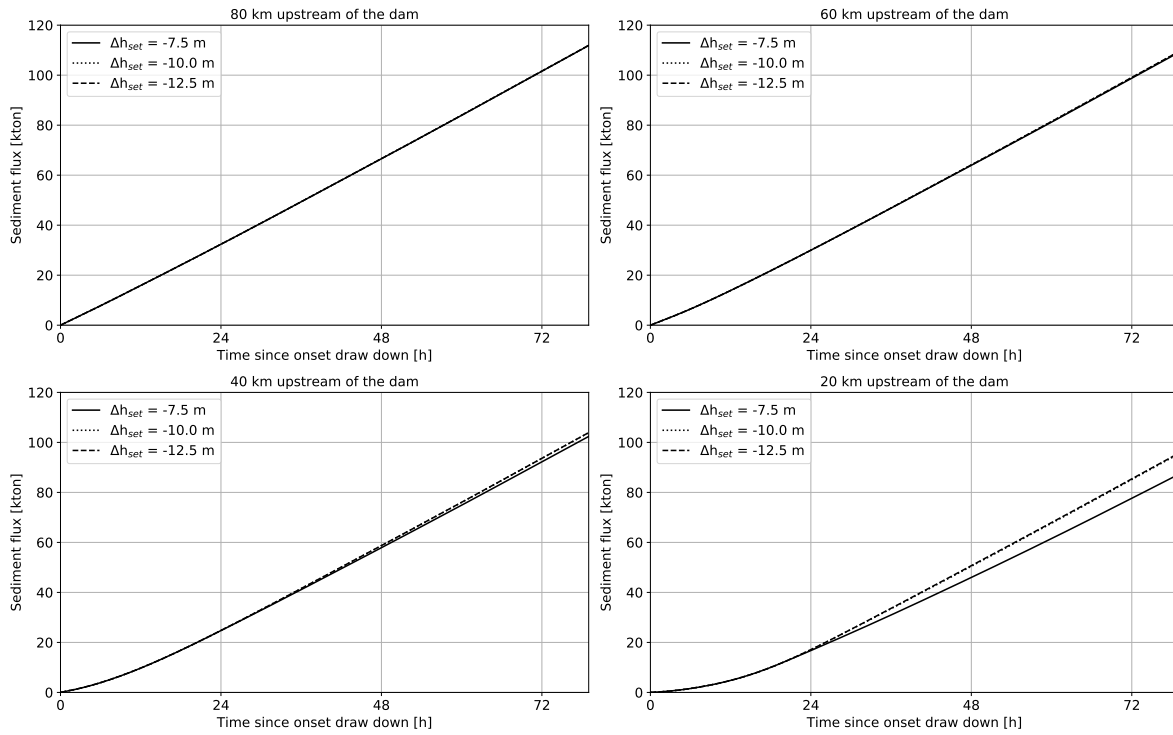 80 km upstream of the dam
120
100
80
60
40
20
0
Sediment flux [kton]
Δh_set = -7.5 m
Δh_set = -10.0 m
Δh_set = -12.5 m
0 24 48 72
Time since onset draw down [h]
60 km upstream of the dam
120
100
80
60
40
20
0
Sediment flux [kton]
Δh_set = -7.5 m
Δh_set = -10.0 m
Δh_set = -12.5 m
0 24 48 72
Time since onset draw down [h]
40 km upstream of the dam
120
100
80
60
40
20
0
Sediment flux [kton]
Δh_set = -7.5 m
Δh_set = -10.0 m
Δh_set = -12.5 m
0 24 48 72
Time since onset draw down [h]
20 km upstream of the dam
120
100
80
60
40
20
0
Sediment flux [kton]
Δh_set = -7.5 m
Δh_set = -10.0 m
Δh_set = -12.5 m
0 24 48 72
Time since onset draw down [h]